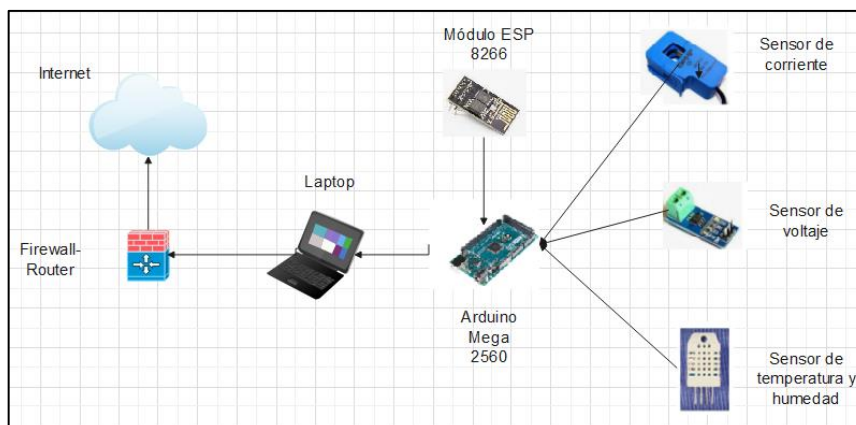 Módulo ESP
8266
Sensor de
corriente
Internet
Laptop
Sensor de
voltaje
Firewall-
Router
Arduino
Mega
2560
Sensor de
temperatura y
humedad